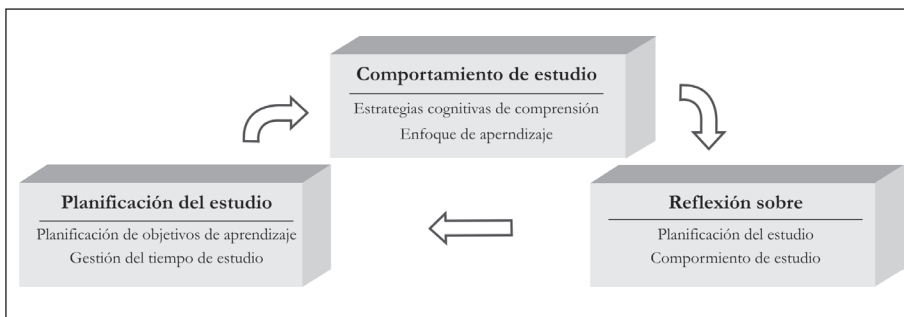 Comportamiento de estudio
Estrategias cognitivas de comprensión
Enfoque de aperndizaje
Planificación del estudio
Planificación de objetivos de aprendizaje
Gestión del tiempo de estudio
Reflexión sobre
Planificación del estudio
Compormiento de estudio